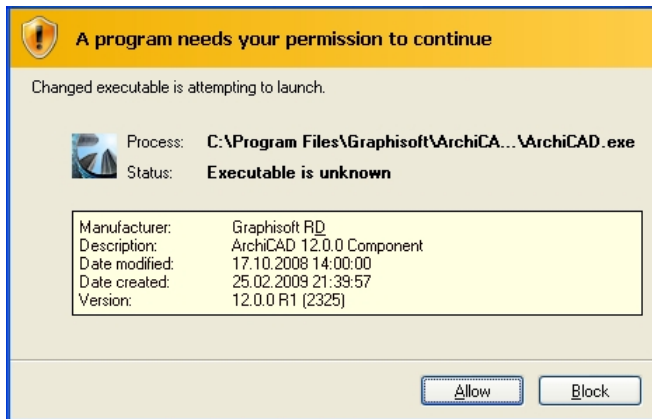 A program needs your permission to continue
Changed executable is attempting to launch.
Process: C:\Program Files\Graphisoft\ArchiCA...\ArchiCAD.exe
Status: Executable is unknown
Manufacturer: Graphisoft RD
Description: ArchiCAD 12.0.0 Component
Date modified: 17.10.2008 14:00:00
Date created: 25.02.2009 21:39:57
Version: 12.0.0 R1 (2325)
Allow Block